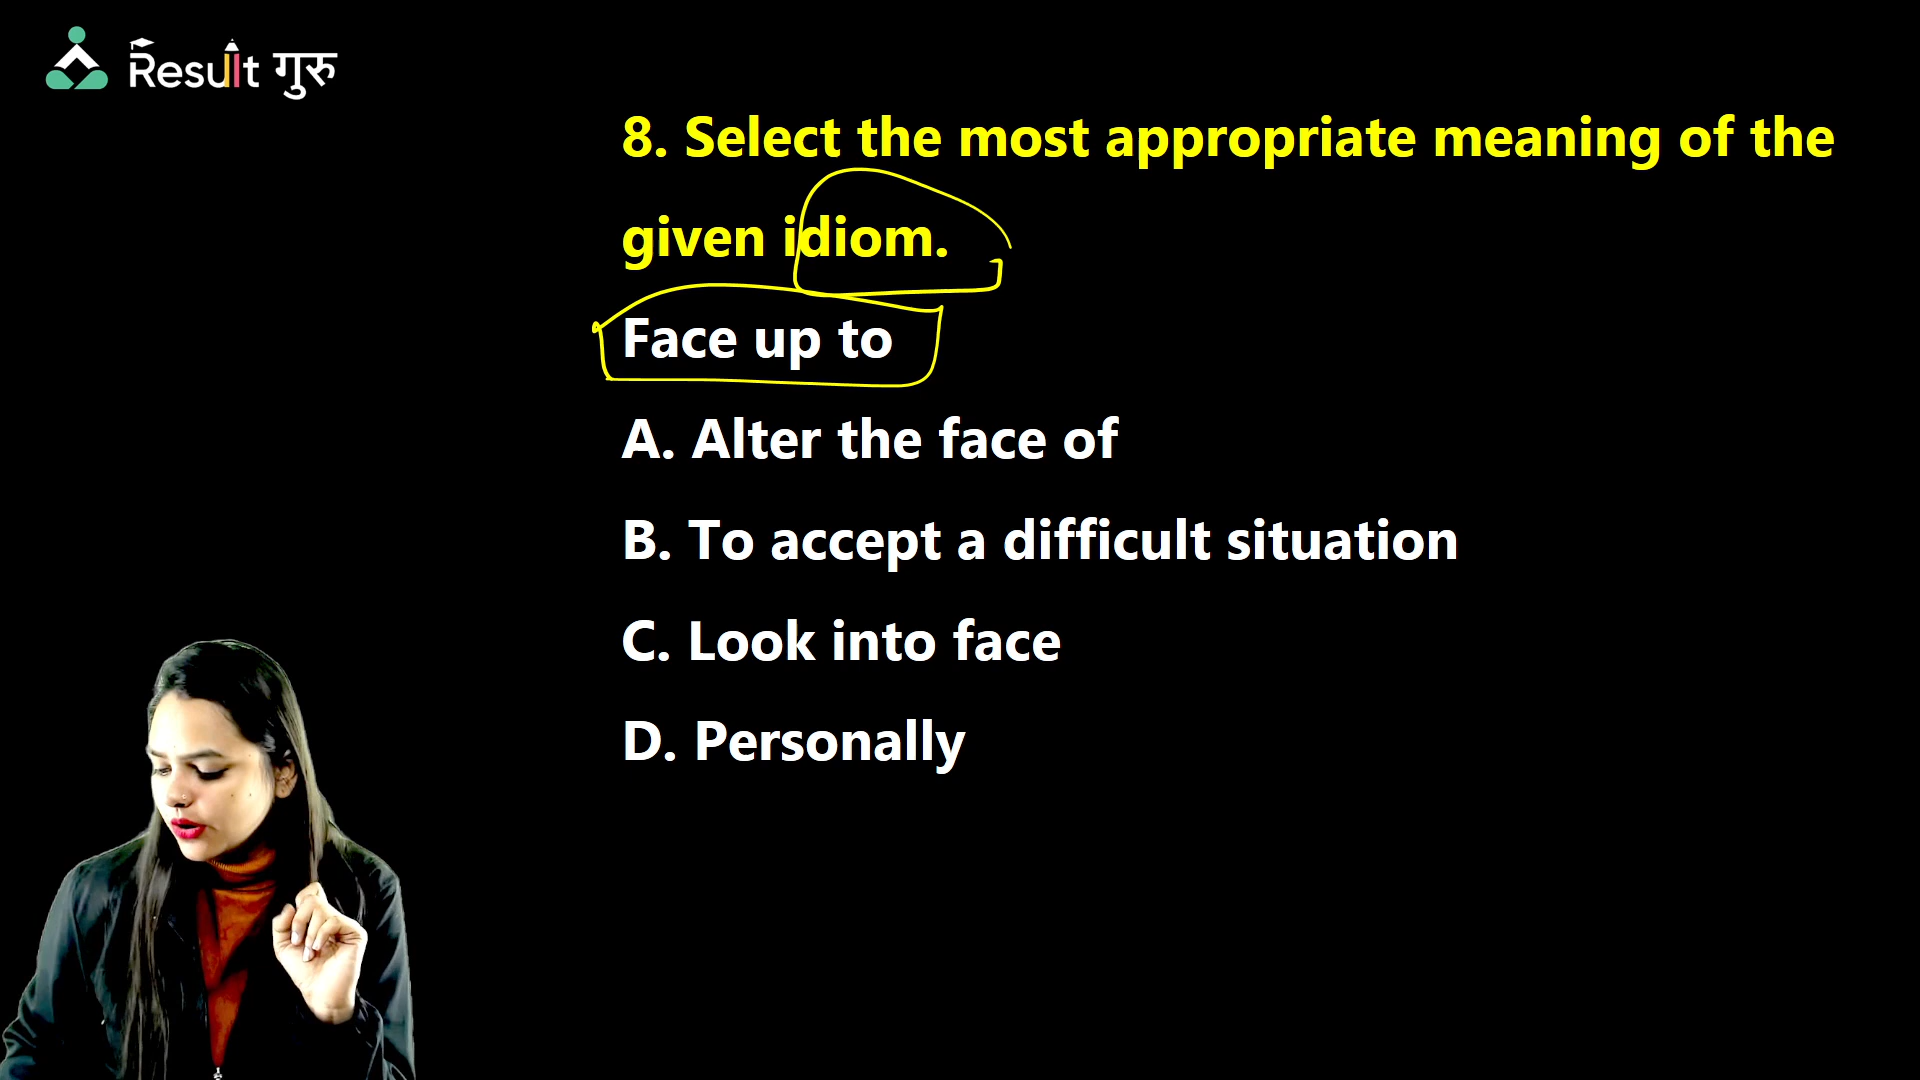 Result गुरु
8. Select the most appropriate meaning of the
given idiom.
Face up to
A. Alter the face of
B. To accept a difficult situation
C. Look into face
D. Personally